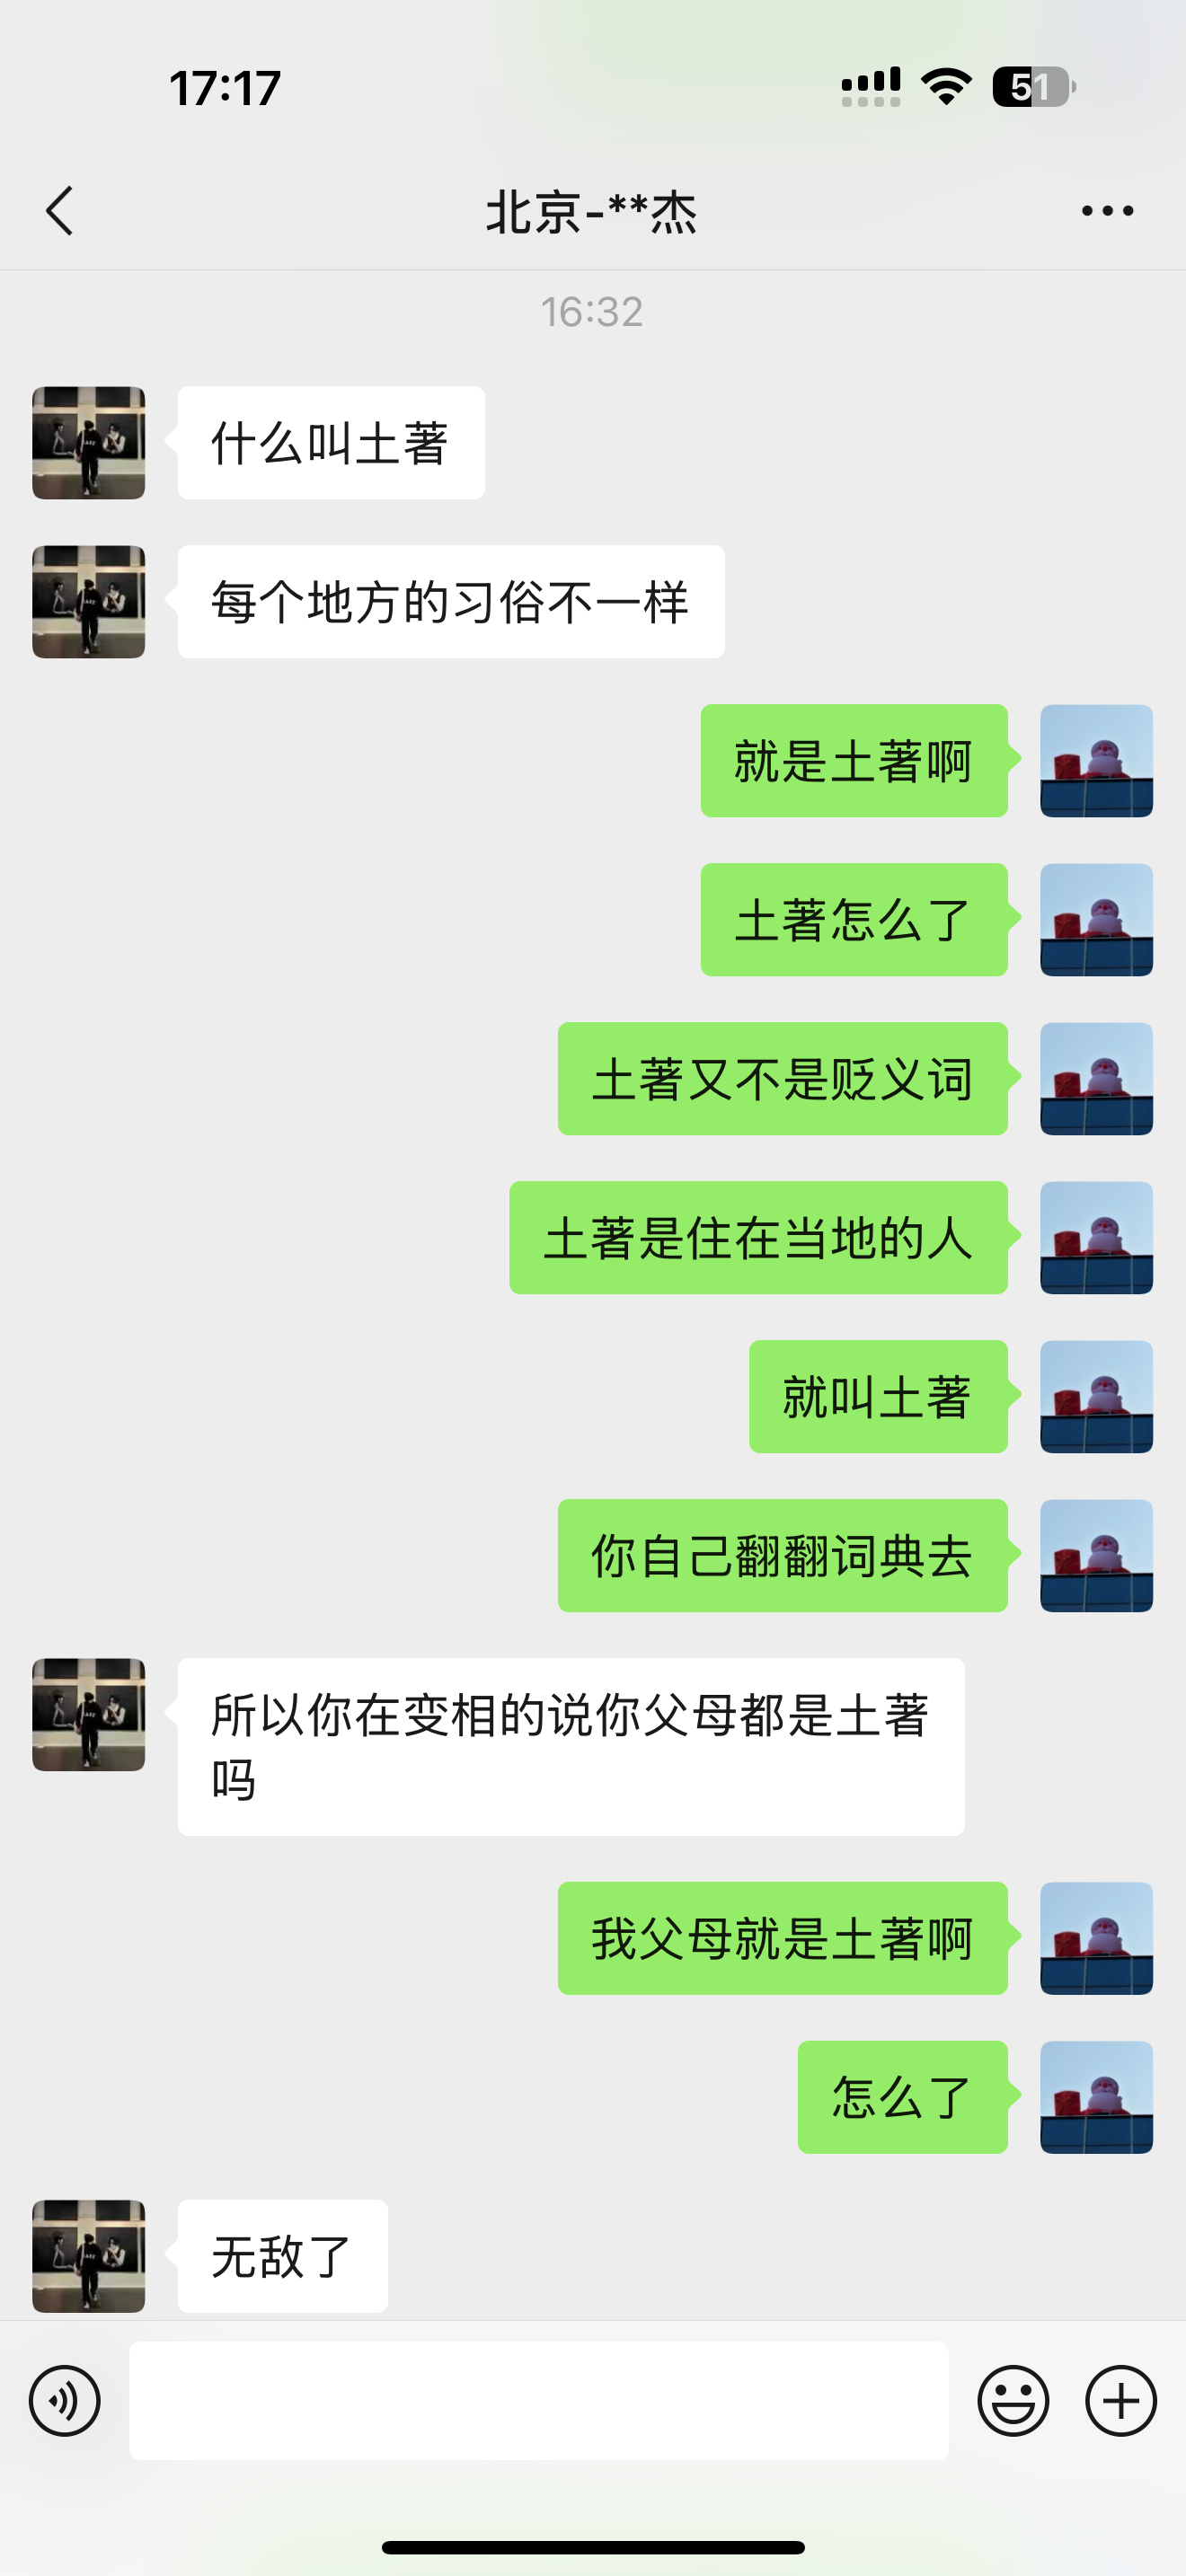 17:17
51
北京-**杰
16:32
什么叫土著
每个地方的习俗不一样
就是土著啊
土著怎么了
土著又不是贬义词
土著是住在当地的人
就叫土著
你自己翻翻词典去
所以你在变相的说你父母都是土著
吗
我父母就是土著啊
怎么了
无敌了